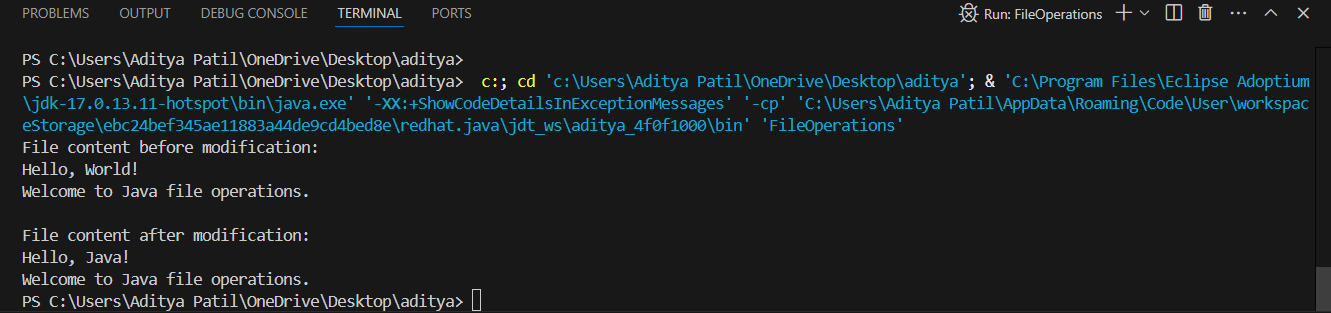 PROBLEMS OUTPUT DEBUG CONSOLE TERMINAL PORTS Run: FileOperations
PS C:\Users\Aditya Patil\OneDrive\Desktop\aditya>
PS C:\Users\Aditya Patil\OneDrive\Desktop\aditya>  c:; cd 'c:\Users\Aditya Patil\OneDrive\Desktop\aditya'; & 'C:\Program Files\Eclipse Adoptium
\jdk-17.0.13.11-hotspot\bin\java.exe' '-XX:+ShowCodeDetailsInExceptionMessages' '-cp' 'C:\Users\Aditya Patil\AppData\Roaming\Code\User\workspac
eStorage\ebc24bef345ae11883a44de9cd4bed8e\redhat.java\jdt_ws\aditya_4f0f1000\bin' 'FileOperations'
File content before modification:
Hello, World!
Welcome to Java file operations.
File content after modification:
Hello, Java!
Welcome to Java file operations.
PS C:\Users\Aditya Patil\OneDrive\Desktop\aditya>